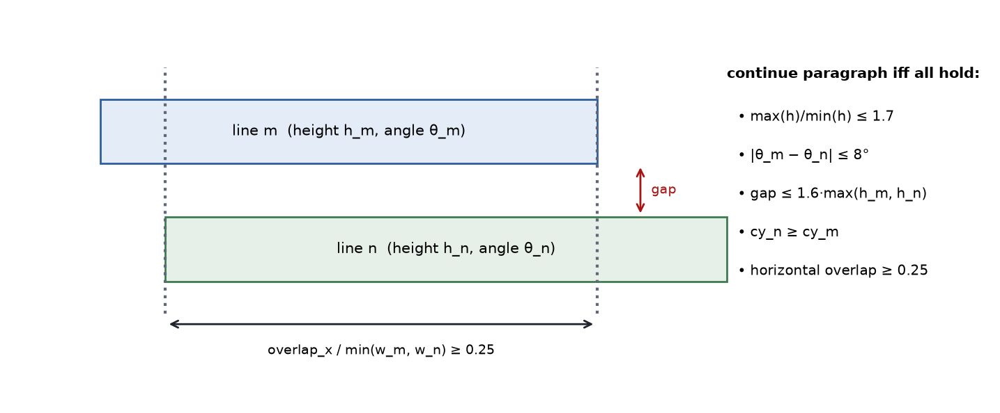 continue paragraph iff all hold:
• max(h)/min(h) ≤ 1.7
line m  (height h_m, angle θ_m)
• |θ_m − θ_n| ≤ 8°
gap
• gap ≤ 1.6·max(h_m, h_n)
• cy_n ≥ cy_m
line n  (height h_n, angle θ_n)
• horizontal overlap ≥ 0.25
overlap_x / min(w_m, w_n) ≥ 0.25